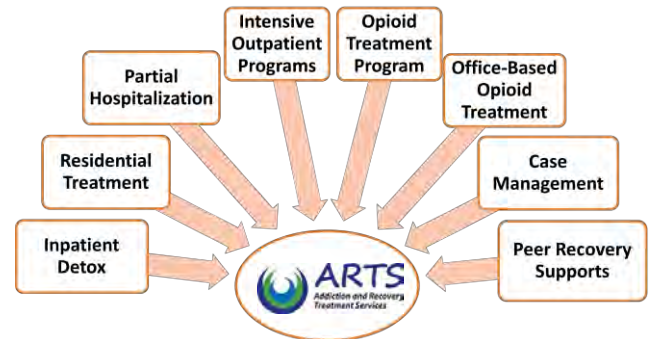 Inpatient
Detox
Residential
Treatment
Partial
Hospitalization
Intensive
Outpatient
Programs
Opioid
Treatment
Program
Office-Based
Opioid
Treatment
Case
Management
Peer Recovery
Supports
ARTS
Addiction and Recovery
Treatment Services